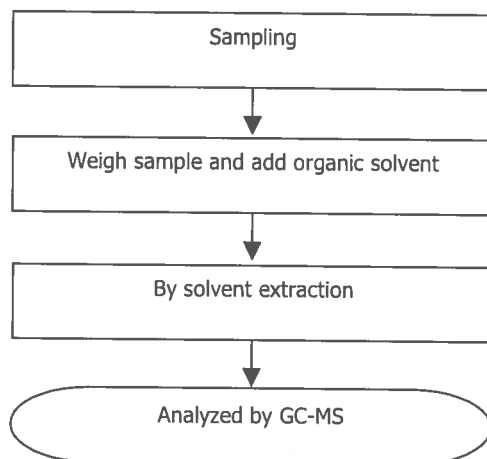 Sampling
Weigh sample and add organic solvent
By solvent extraction
Analyzed by GC-MS